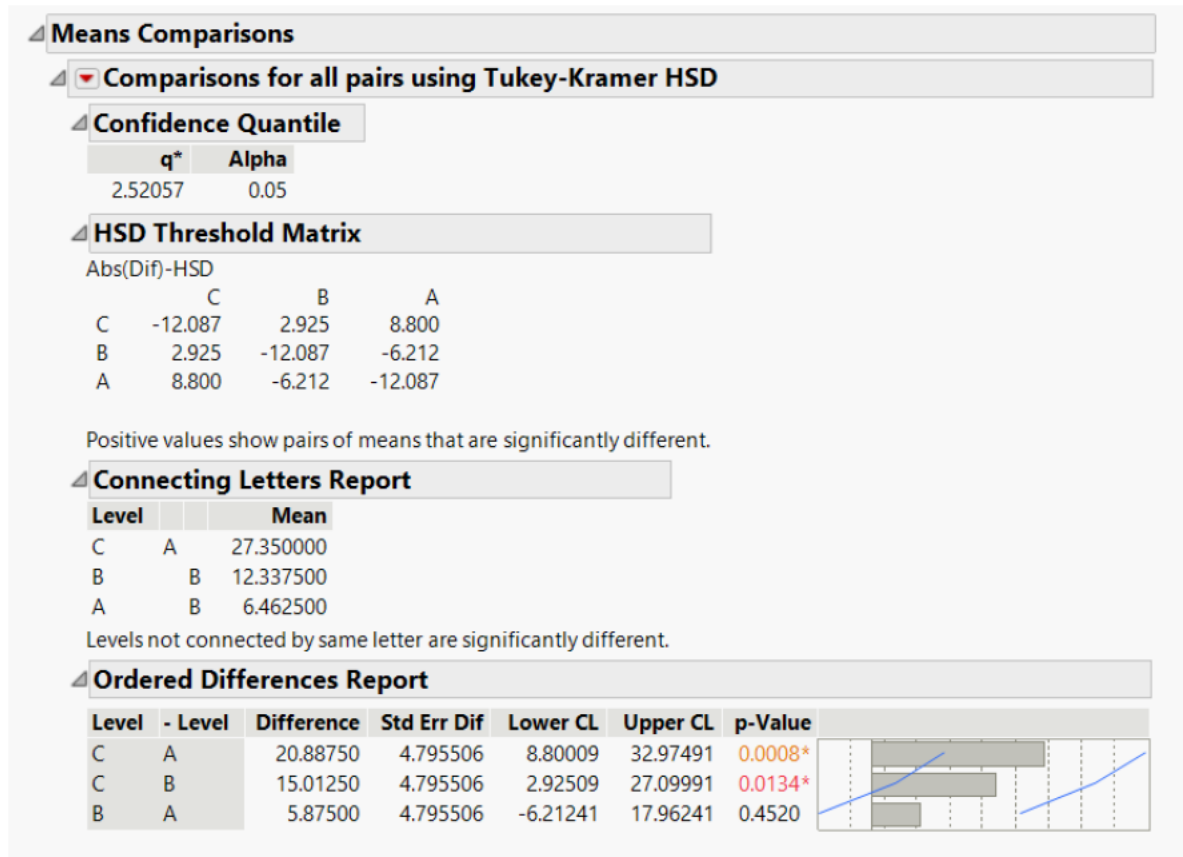 Means Comparisons
Comparisons for all pairs using Tukey-Kramer HSD
Confidence Quantile
q* Alpha
2.52057 0.05
HSD Threshold Matrix
Abs(Dif)-HSD
C B A
C -12.087 2.925 8.800
B 2.925 -12.087 -6.212
A 8.800 -6.212 -12.087
Positive values show pairs of means that are significantly different.
Connecting Letters Report
Level Mean
C A 27.350000
B B 12.337500
A B 6.462500
Levels not connected by same letter are significantly different.
Ordered Differences Report
Level - Level Difference Std Err Dif Lower CL Upper CL p-Value
C A 20.88750 4.795506 8.80009 32.97491 0.0008*
C B 15.01250 4.795506 2.92509 27.09991 0.0134*
B A 5.87500 4.795506 -6.21241 17.96241 0.4520